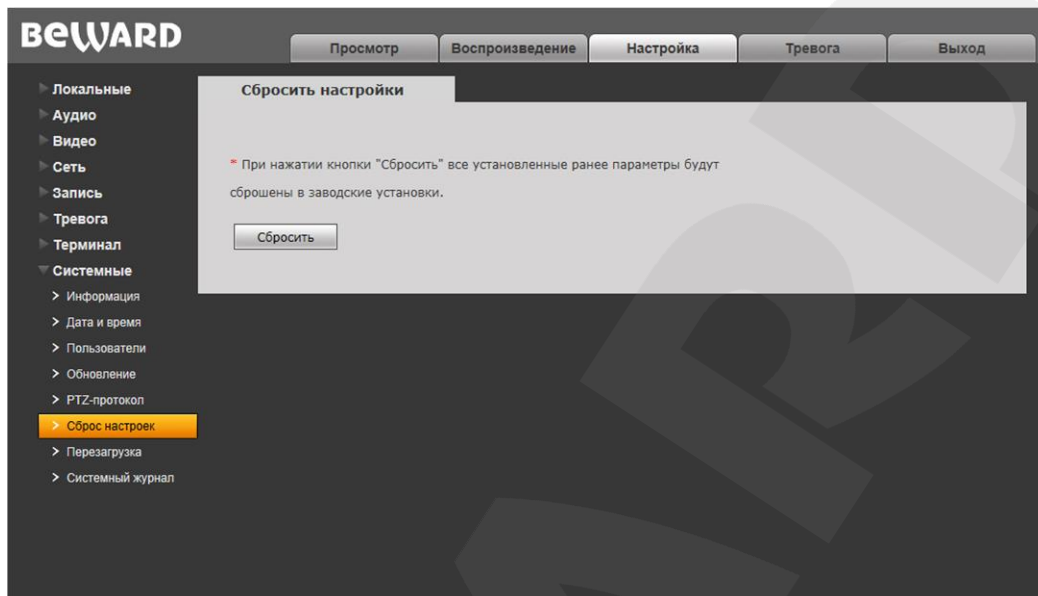 BEWARD
Просмотр
Воспроизведение
Настройка
Тревога
Выход
Локальные
Аудио
Видео
Сеть
Запись
Тревога
Терминал
Системные
Информация
Дата и время
Пользователи
Обновление
PTZ-протокол
Сброс настроек
Перезагрузка
Системный журнал
Сбросить настройки
* При нажатии кнопки "Сбросить" все установленные ранее параметры будут
сброшены в заводские установки.
Сбросить